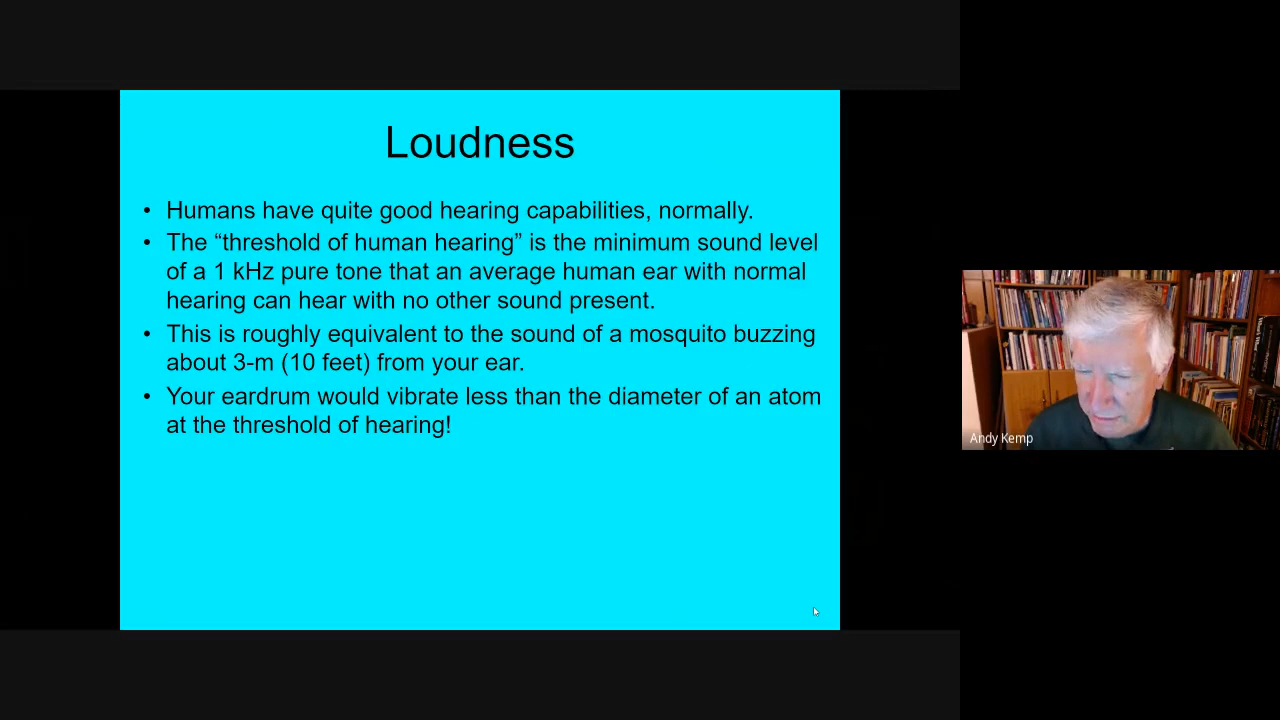 Loudness
• Humans have quite good hearing capabilities, normally.
• The “threshold of human hearing” is the minimum sound level
of a 1 kHz pure tone that an average human ear with normal
hearing can hear with no other sound present.
• This is roughly equivalent to the sound of a mosquito buzzing
about 3-m (10 feet) from your ear.
• Your eardrum would vibrate less than the diameter of an atom
at the threshold of hearing!
Andy Kemp